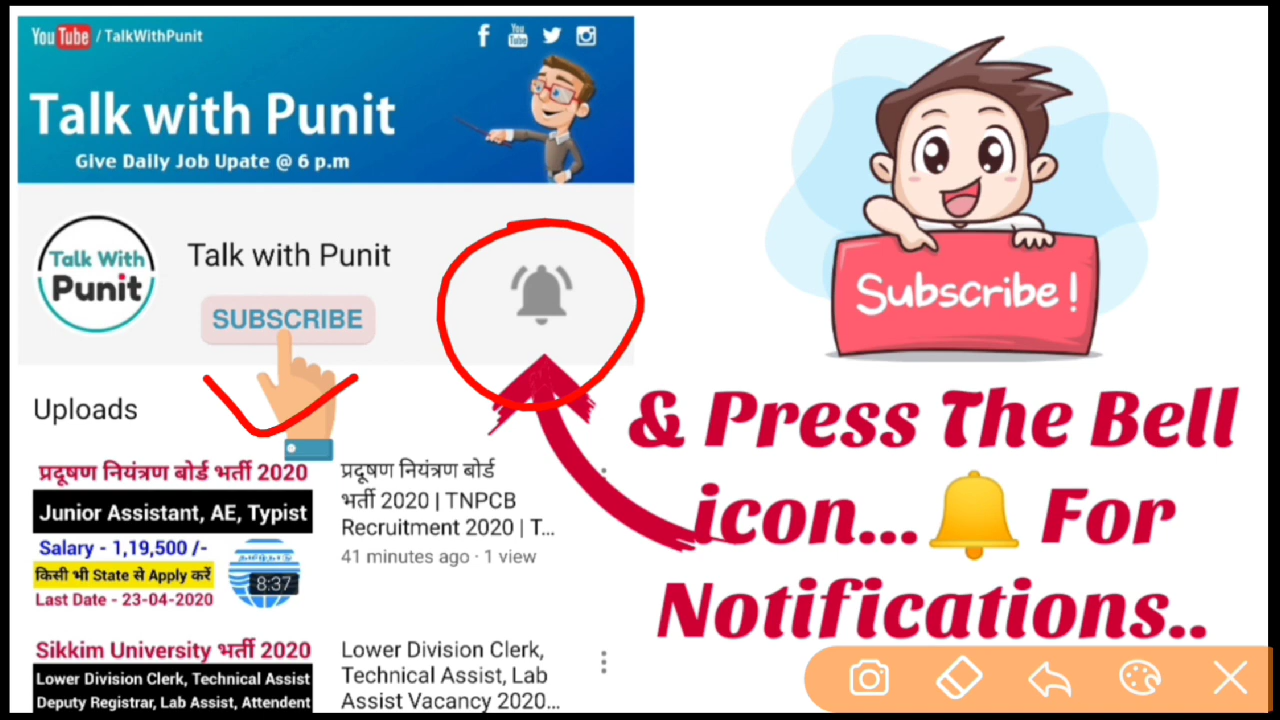 YouTube / TalkWithPunit
You Tube
Talk with Punit
Give Daily Job Upate @ 6 p.m
Talk With
Punit
Talk with Punit
SUBSCRIBE
Uploads
प्रदूषण नियंत्रण बोर्ड भर्ती 2020
Junior Assistant, AE, Typist
Salary - 1,19,500 /-
किसी भी State से Apply करें
Last Date - 23-04-2020
8:37
प्रदूषण नियंत्रण बोर्ड
भर्ती 2020 | TNPCB
Recruitment 2020 | T...
41 minutes ago · 1 view
Sikkim University भर्ती 2020
Lower Division Clerk, Technical Assist
Deputy Registrar, Lab Assist, Attendent
Lower Division Clerk,
Technical Assist, Lab
Assist Vacancy 2020...
Subscribe !
& Press The Bell
icon...🔔 For
Notifications..